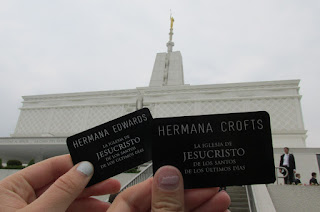 HERMANA EDWARDS
LA IGLESIA DE
JESUCRISTO
DE LOS SANTOS
DE LOS ÚLTIMOS DÍAS
HERMANA CROFTS
LA IGLESIA DE
JESUCRISTO
DE LOS SANTOS
DE LOS ÚLTIMOS DÍAS